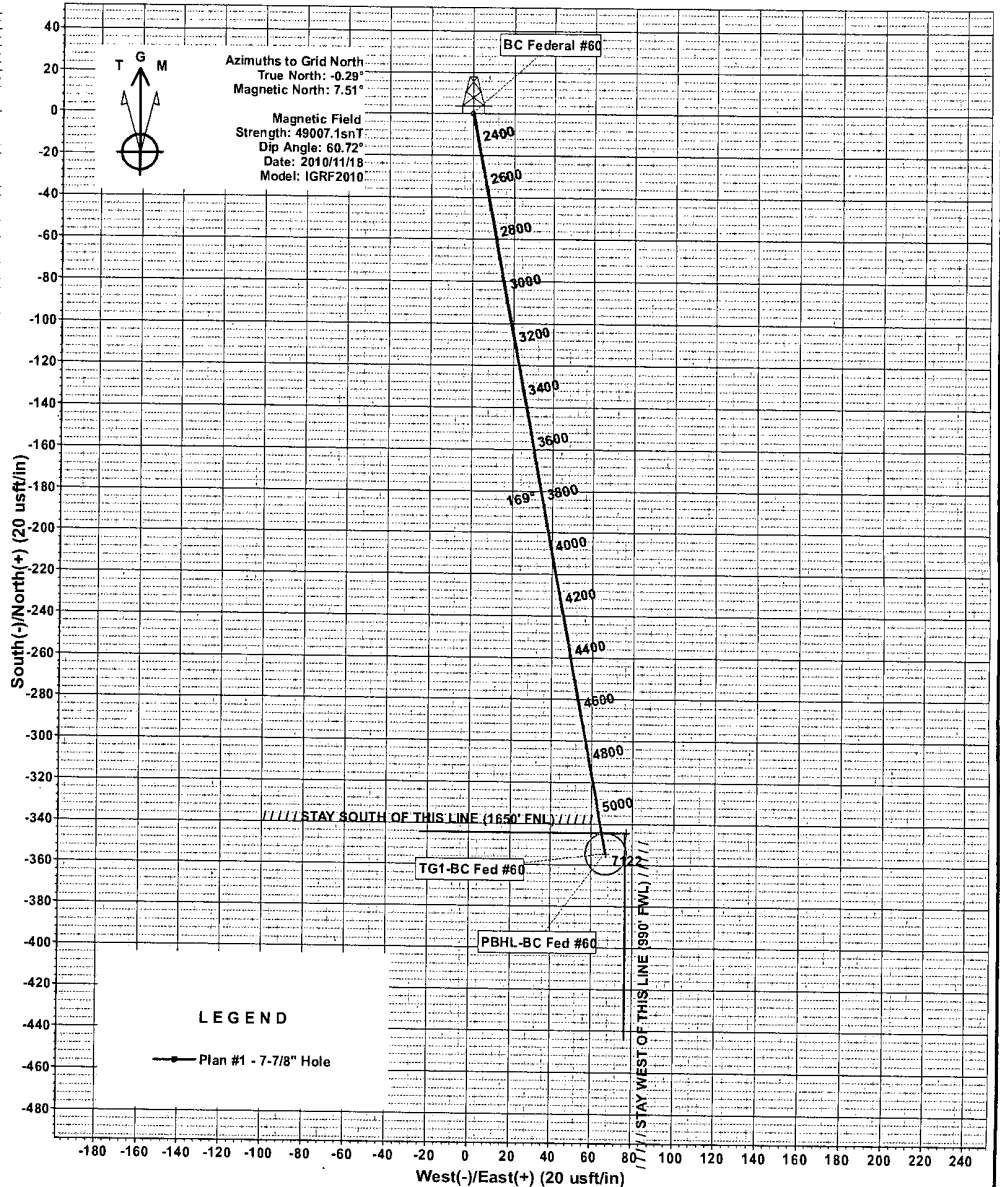 BC Federal #60
T G M
Azimuths to Grid North
True North: -0.29°
Magnetic North: 7.51°
Magnetic Field
Strength: 49007.1snT
Dip Angle: 60.72°
Date: 2010/11/18
Model: IGRF2010
40
20
0
-20
-40
-60
-80
-100
-120
-140
-160
-180
-200
-220
-240
-260
-280
-300
-320
-340
-360
-380
-400
-420
-440
-460
-480
South(-)/North(+) (20 usft/in)
2400
2600
2800
3000
3200
3400
3600
169°
3800
4000
4200
4400
4600
4800
5000
7122
/ / / / / STAY SOUTH OF THIS LINE (1650' FNL) / / / / /
TG1-BC Fed #60
PBHL-BC Fed #60
/ / / / / STAY WEST OF THIS LINE (990' FWL) / / / / /
LEGEND
Plan #1 - 7-7/8" Hole
-180 -160 -140 -120 -100 -80 -60 -40 -20 0 20 40 60 80 100 120 140 160 180 200 220 240
West(-)/East(+) (20 usft/in)